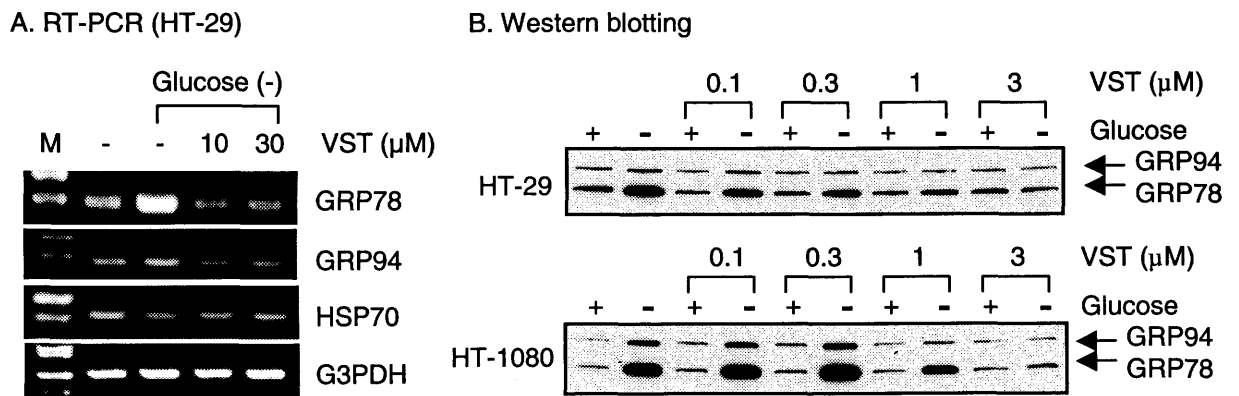 A. RT-PCR (HT-29)
Glucose (-)
M - - 10 30 VST (µM)
GRP78
GRP94
HSP70
G3PDH
B. Western blotting
0.1 0.3 1 3 VST (µM)
+ - + - + - + - + - Glucose
HT-29
GRP94
GRP78
0.1 0.3 1 3 VST (µM)
+ - + - + - + - + - Glucose
HT-1080
GRP94
GRP78